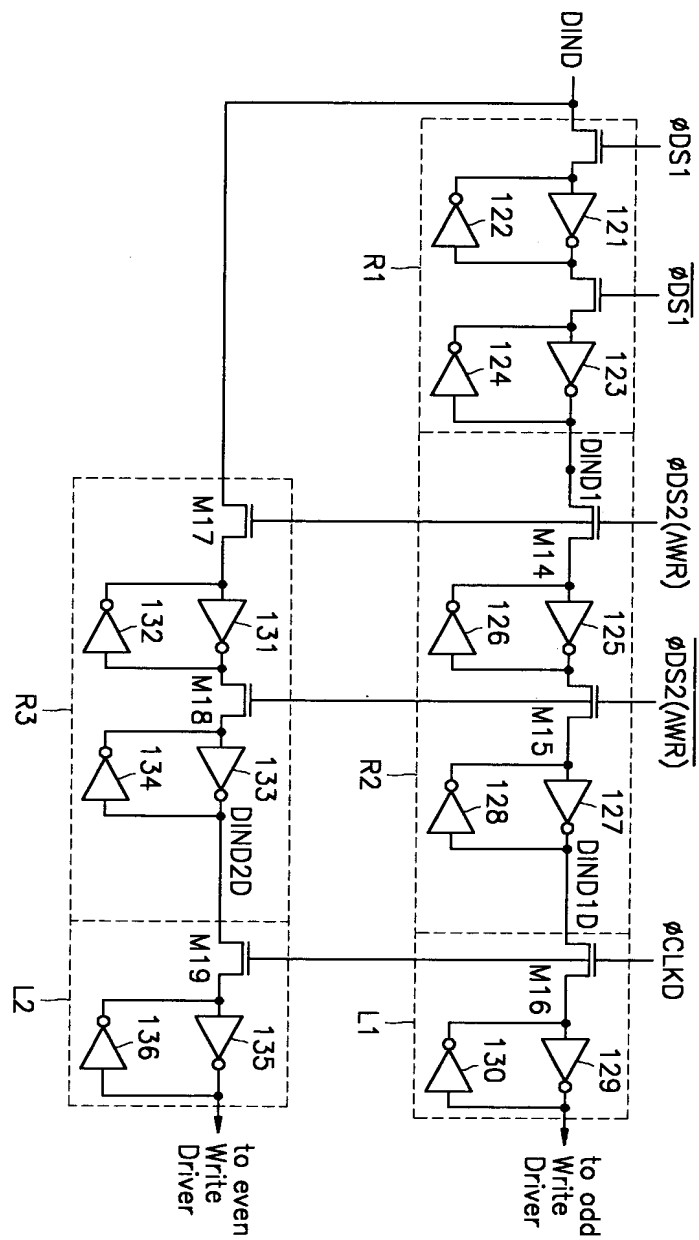 DIND
øDS1
øDS1
øDS2(ΛWR)
øDS2(ΛWR)
øCLKD
121
122
123
124
R1
DIND1
M14
125
126
M15
127
128
DIND1D
R2
M16
129
130
L1
to odd
Write
Driver
M17
131
132
M18
133
134
DIND2D
R3
M19
135
136
L2
to even
Write
Driver